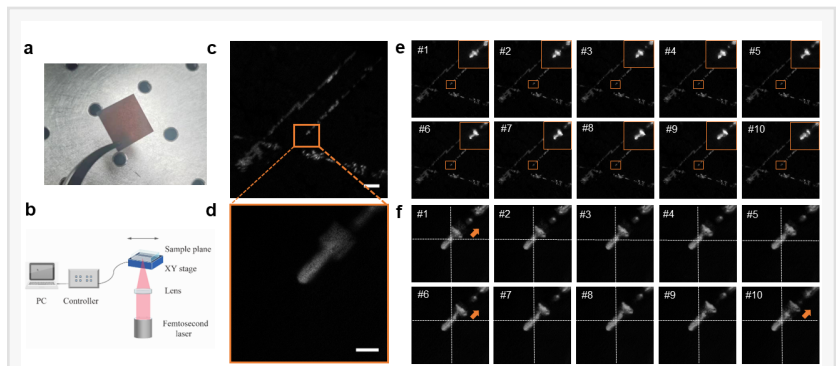 a
c
e
#1
#2
#3
#4
#5
#6
#7
#8
#9
#10
b
d
Sample plane
XY stage
Lens
PC
Controller
Femtosecond
laser
f
#1
#2
#3
#4
#5
#6
#7
#8
#9
#10